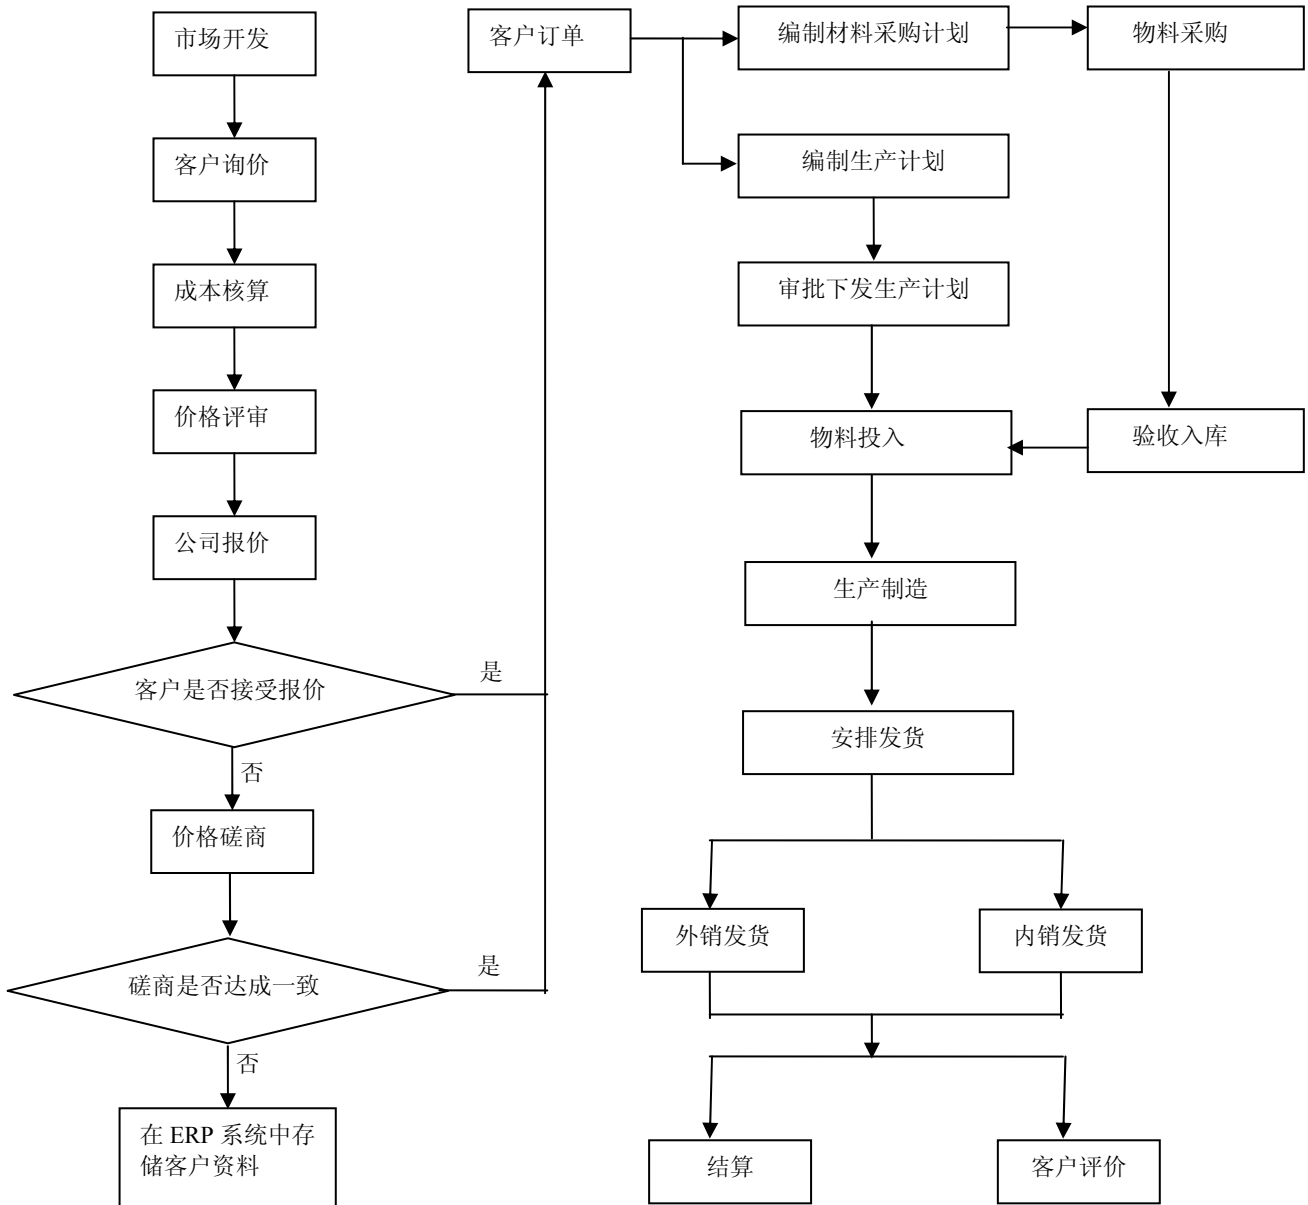 市场开发
客户询价
成本核算
价格评审
公司报价
客户是否接受报价
是
否
价格磋商
磋商是否达成一致
是
否
在 ERP 系统中存
储客户资料
客户订单
编制材料采购计划
物料采购
编制生产计划
审批下发生产计划
物料投入
验收入库
生产制造
安排发货
外销发货
内销发货
结算
客户评价